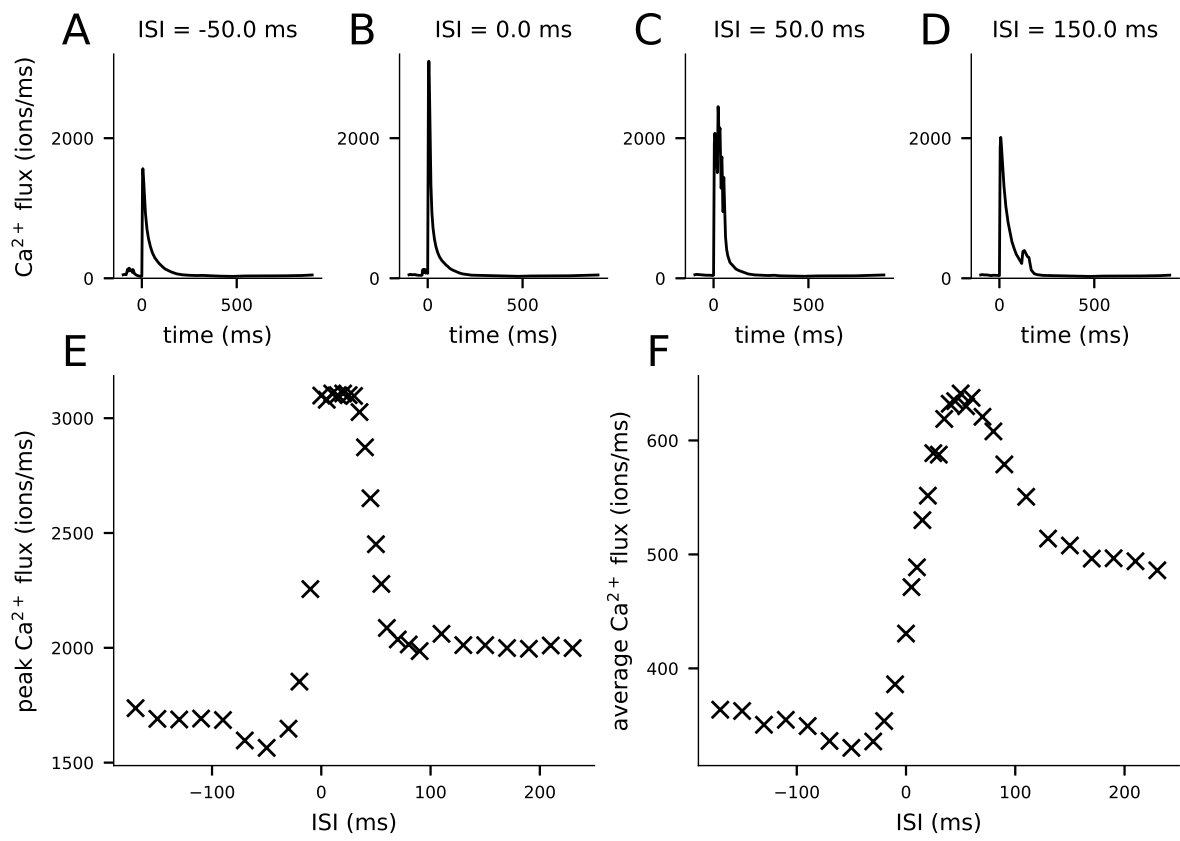 A ISI = -50.0 ms
B ISI = 0.0 ms
C ISI = 50.0 ms
D ISI = 150.0 ms
Ca²⁺ flux (ions/ms)
2000
0
0 500
time (ms)
2000
0
0 500
time (ms)
2000
0
0 500
time (ms)
2000
0
0 500
time (ms)
E
peak Ca²⁺ flux (ions/ms)
3000
2500
2000
1500
−100 0 100 200
ISI (ms)
F
average Ca²⁺ flux (ions/ms)
600
500
400
−100 0 100 200
ISI (ms)